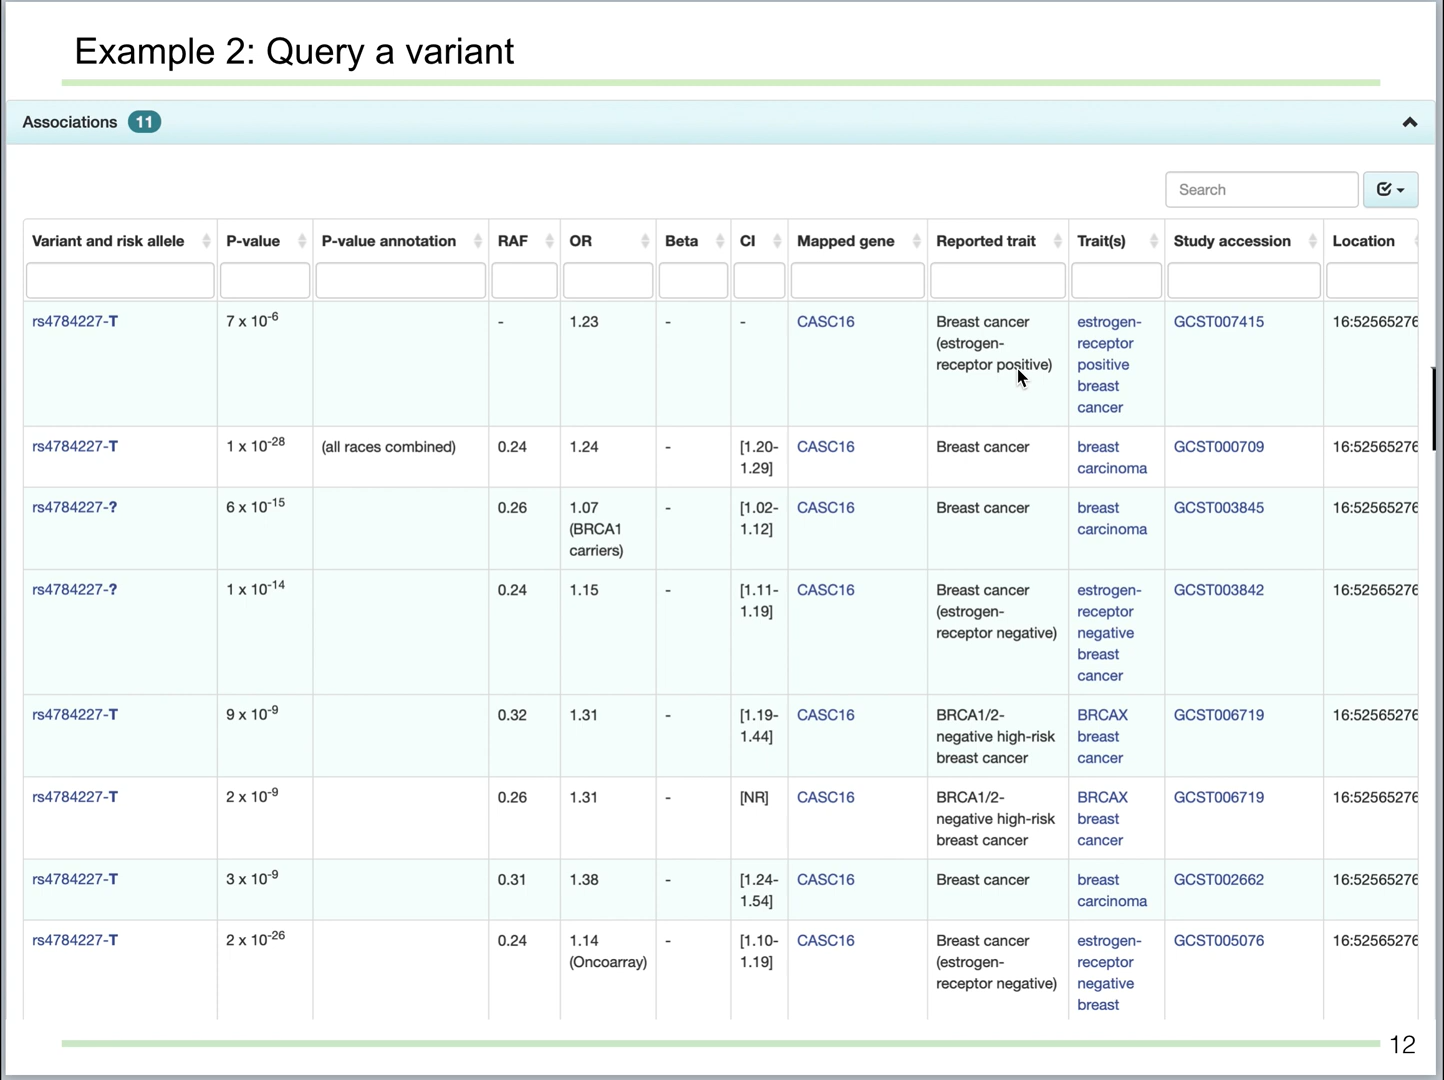 Example 2: Query a variant
Associations 11
Search
Variant and risk allele P-value P-value annotation RAF OR Beta CI Mapped gene Reported trait Trait(s) Study accession Location
rs4784227-T 7 x 10-6 - 1.23 - - CASC16 Breast cancer estrogen- GCST007415 16:52565276
(estrogen- receptor
receptor positive) positive
breast
cancer
rs4784227-T 1 x 10-28 (all races combined) 0.24 1.24 - [1.20- CASC16 Breast cancer breast GCST000709 16:52565276
1.29] carcinoma
rs4784227-? 6 x 10-15 0.26 1.07 - [1.02- CASC16 Breast cancer breast GCST003845 16:52565276
(BRCA1 1.12] carcinoma
carriers)
rs4784227-? 1 x 10-14 0.24 1.15 - [1.11- CASC16 Breast cancer estrogen- GCST003842 16:52565276
1.19] (estrogen- receptor
receptor negative) negative
breast
cancer
rs4784227-T 9 x 10-9 0.32 1.31 - [1.19- CASC16 BRCA1/2- BRCAX GCST006719 16:52565276
1.44] negative high-risk breast
breast cancer cancer
rs4784227-T 2 x 10-9 0.26 1.31 - [NR] CASC16 BRCA1/2- BRCAX GCST006719 16:52565276
negative high-risk breast
breast cancer cancer
rs4784227-T 3 x 10-9 0.31 1.38 - [1.24- CASC16 Breast cancer breast GCST002662 16:52565276
1.54] carcinoma
rs4784227-T 2 x 10-26 0.24 1.14 - [1.10- CASC16 Breast cancer estrogen- GCST005076 16:52565276
(Oncoarray) 1.19] (estrogen- receptor
receptor negative) negative
breast
12